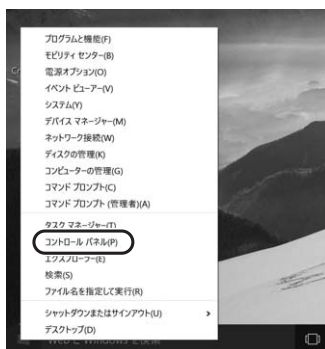 プログラムと機能(F)
モビリティ センター(B)
電源オプション(O)
イベント ビューアー(V)
システム(Y)
デバイス マネージャー(M)
ネットワーク接続(W)
ディスクの管理(K)
コンピューターの管理(G)
コマンド プロンプト(C)
コマンド プロンプト (管理者)(A)
タスク マネージャー(T)
コントロール パネル(P)
エクスプローラー(E)
検索(S)
ファイル名を指定して実行(R)
シャットダウンまたはサインアウト(U)
デスクトップ(D)
Web と Windows を検索